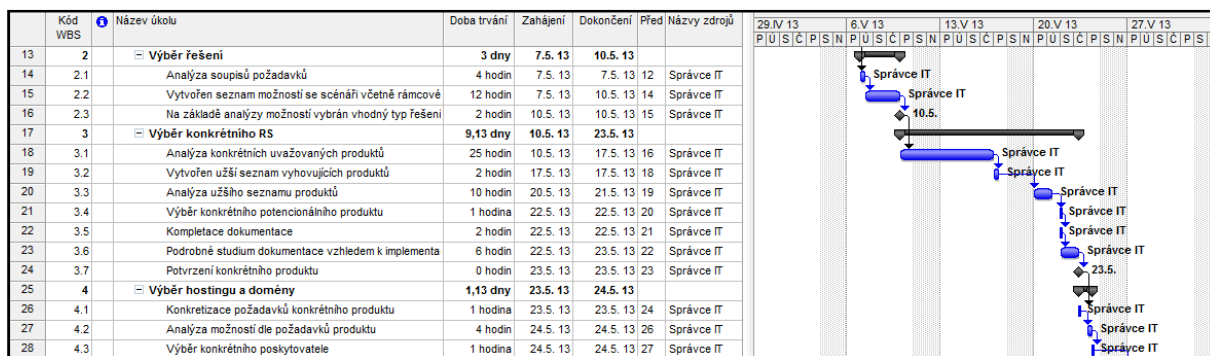 Kód WBS Název úkolu Doba trvání Zahájení Dokončení Před Názvy zdrojů 29.IV 13 6.V 13 13.V 13 20.V 13 27.V 13
P Ú S Č P S N P Ú S Č P S N P Ú S Č P S N P Ú S Č P S N P Ú S Č P S
13 2 Výběr řešení 3 dny 7.5. 13 10.5. 13
14 2.1 Analýza soupisů požadavků 4 hodin 7.5. 13 7.5. 13 12 Správce IT Správce IT
15 2.2 Vytvořen seznam možností se scénáři včetně rámcové 12 hodin 7.5. 13 10.5. 13 14 Správce IT Správce IT
16 2.3 Na základě analýzy možností vybrán vhodný typ řešení 2 hodin 10.5. 13 10.5. 13 15 Správce IT 10.5.
17 3 Výběr konkrétního RS 9,13 dny 10.5. 13 23.5. 13
18 3.1 Analýza konkrétních uvažovaných produktů 25 hodin 10.5. 13 17.5. 13 16 Správce IT Správce IT
19 3.2 Vytvořen užší seznam vyhovujících produktů 2 hodin 17.5. 13 17.5. 13 18 Správce IT Správce IT
20 3.3 Analýza užšího seznamu produktů 10 hodin 20.5. 13 21.5. 13 19 Správce IT Správce IT
21 3.4 Výběr konkrétního potencionálního produktu 1 hodina 22.5. 13 22.5. 13 20 Správce IT Správce IT
22 3.5 Kompletace dokumentace 2 hodin 22.5. 13 22.5. 13 21 Správce IT Správce IT
23 3.6 Podrobné studium dokumentace vzhledem k implementa 6 hodin 22.5. 13 23.5. 13 22 Správce IT Správce IT
24 3.7 Potvrzení konkrétního produktu 0 hodin 23.5. 13 23.5. 13 23 Správce IT 23.5.
25 4 Výběr hostingu a domény 1,13 dny 23.5. 13 24.5. 13
26 4.1 Konkretizace požadavků konkrétního produktu 1 hodina 23.5. 13 23.5. 13 24 Správce IT Správce IT
27 4.2 Analýza možností dle požadavků produktu 4 hodin 24.5. 13 24.5. 13 26 Správce IT Správce IT
28 4.3 Výběr konkrétního poskytovatele 1 hodina 24.5. 13 24.5. 13 27 Správce IT Správce IT